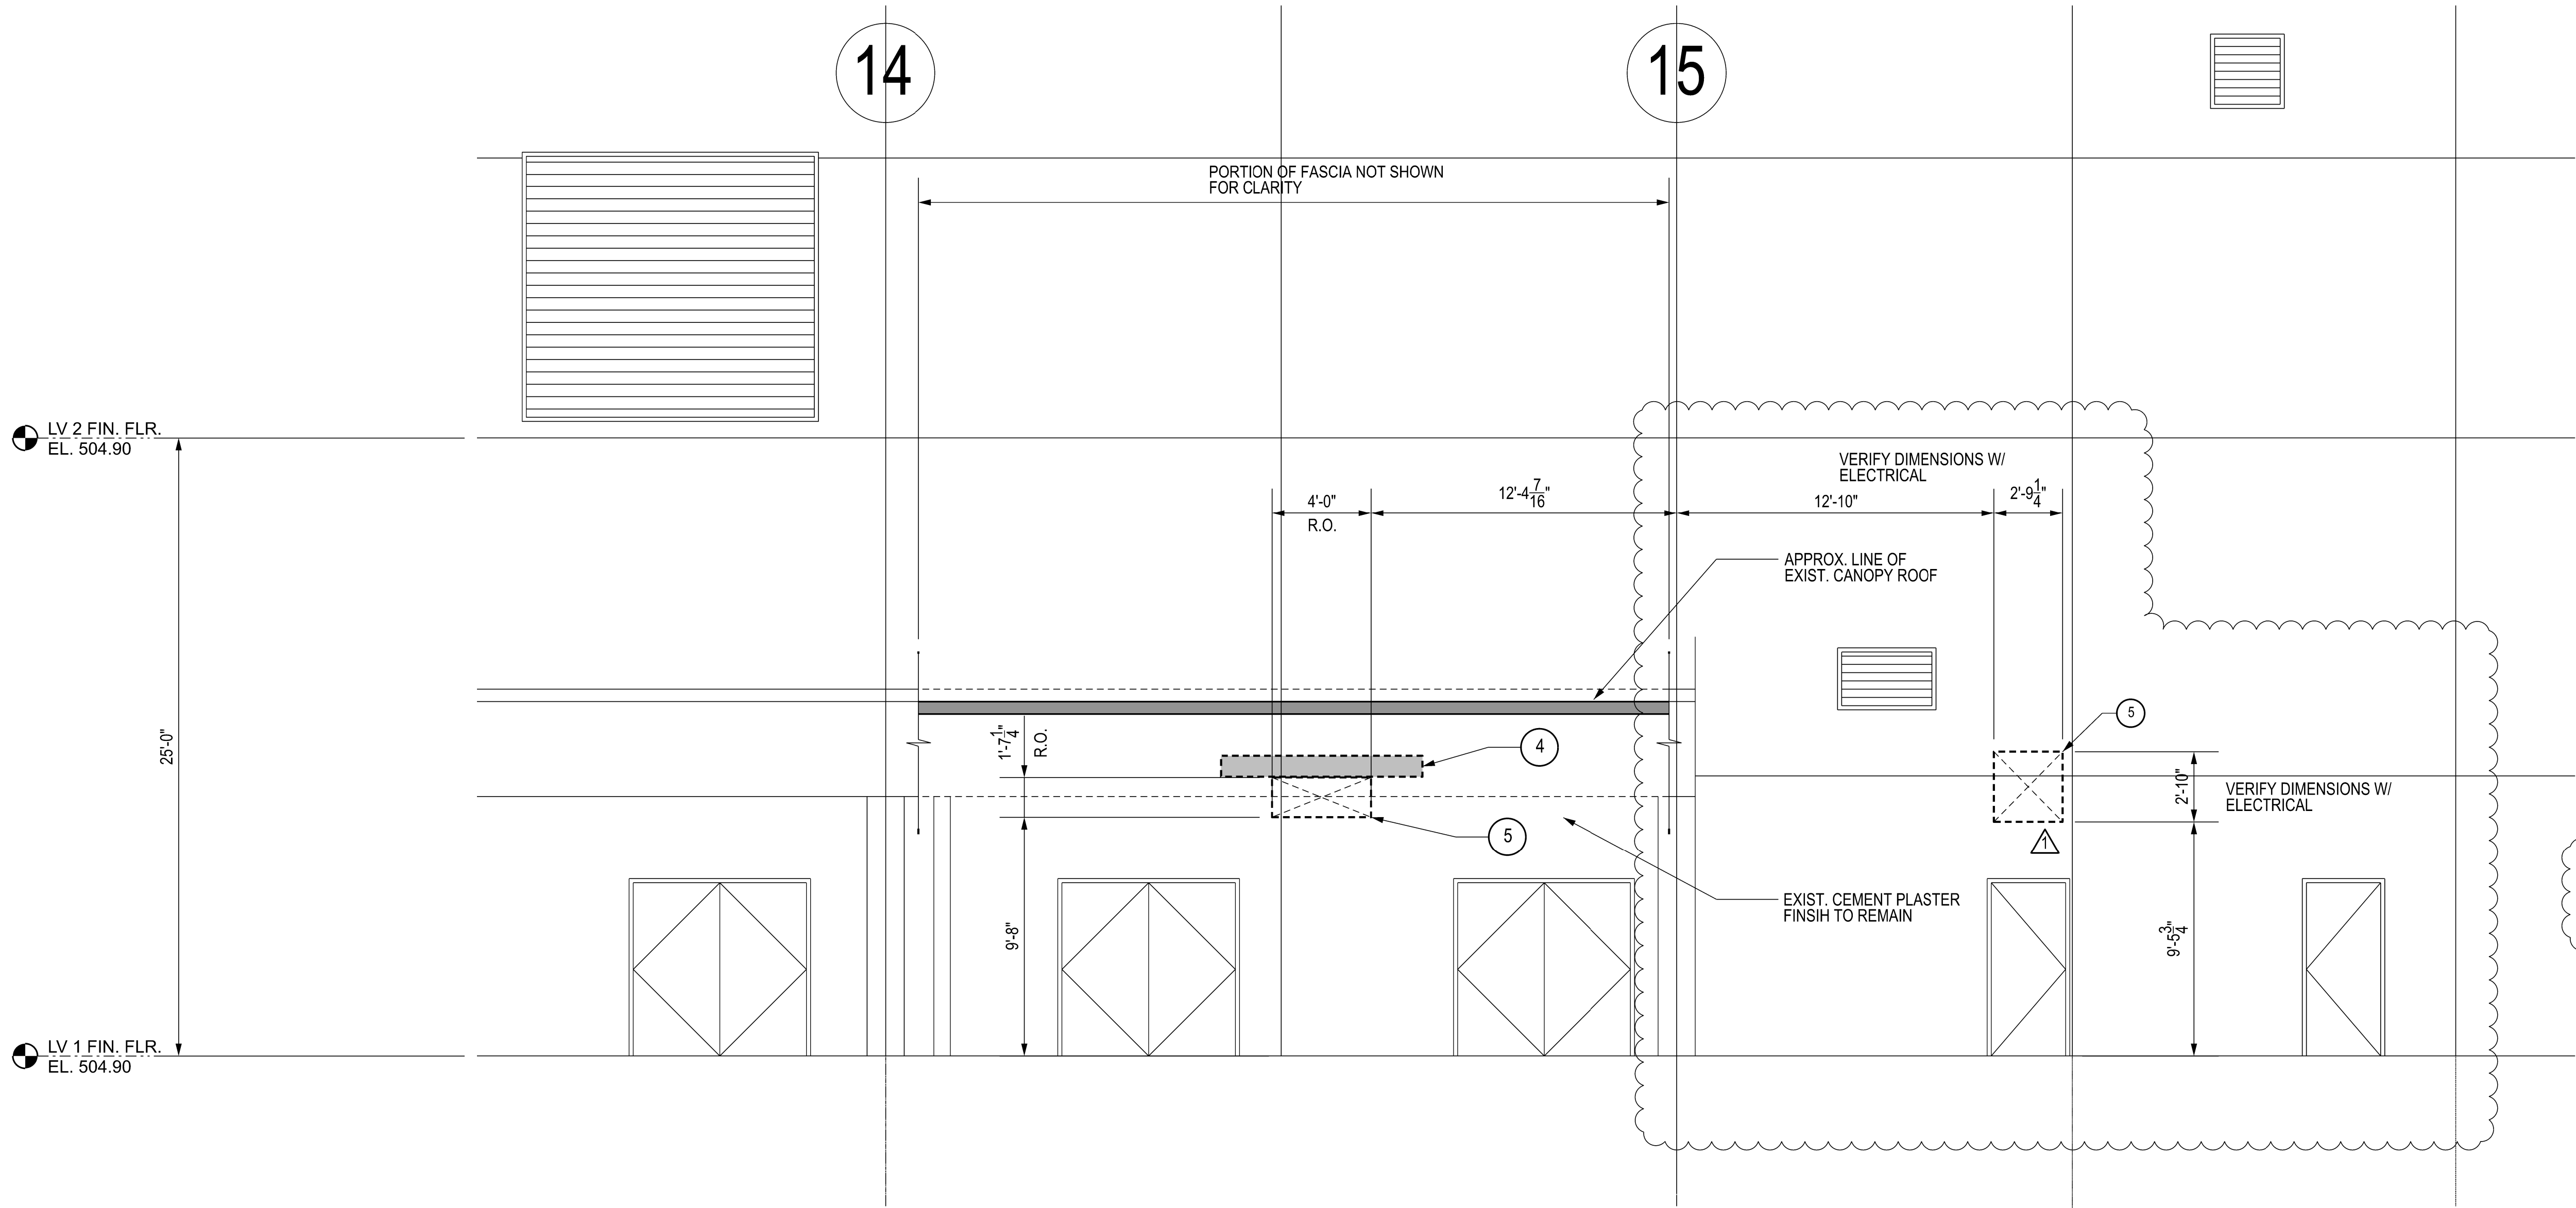 14
15
PORTION OF FASCIA NOT SHOWN
FOR CLARITY
LV 2 FIN. FLR.
EL. 504.90
VERIFY DIMENSIONS W/
ELECTRICAL
4'-0"
R.O.
12'-4 7/16"
12'-10"
2'-9 1/4"
APPROX. LINE OF
EXIST. CANOPY ROOF
25'-0"
1'-7 1/4"
R.O.
4
5
5
2'-10"
VERIFY DIMENSIONS W/
ELECTRICAL
1
EXIST. CEMENT PLASTER
FINSIH TO REMAIN
9'-8"
9'-5 3/4"
LV 1 FIN. FLR.
EL. 504.90